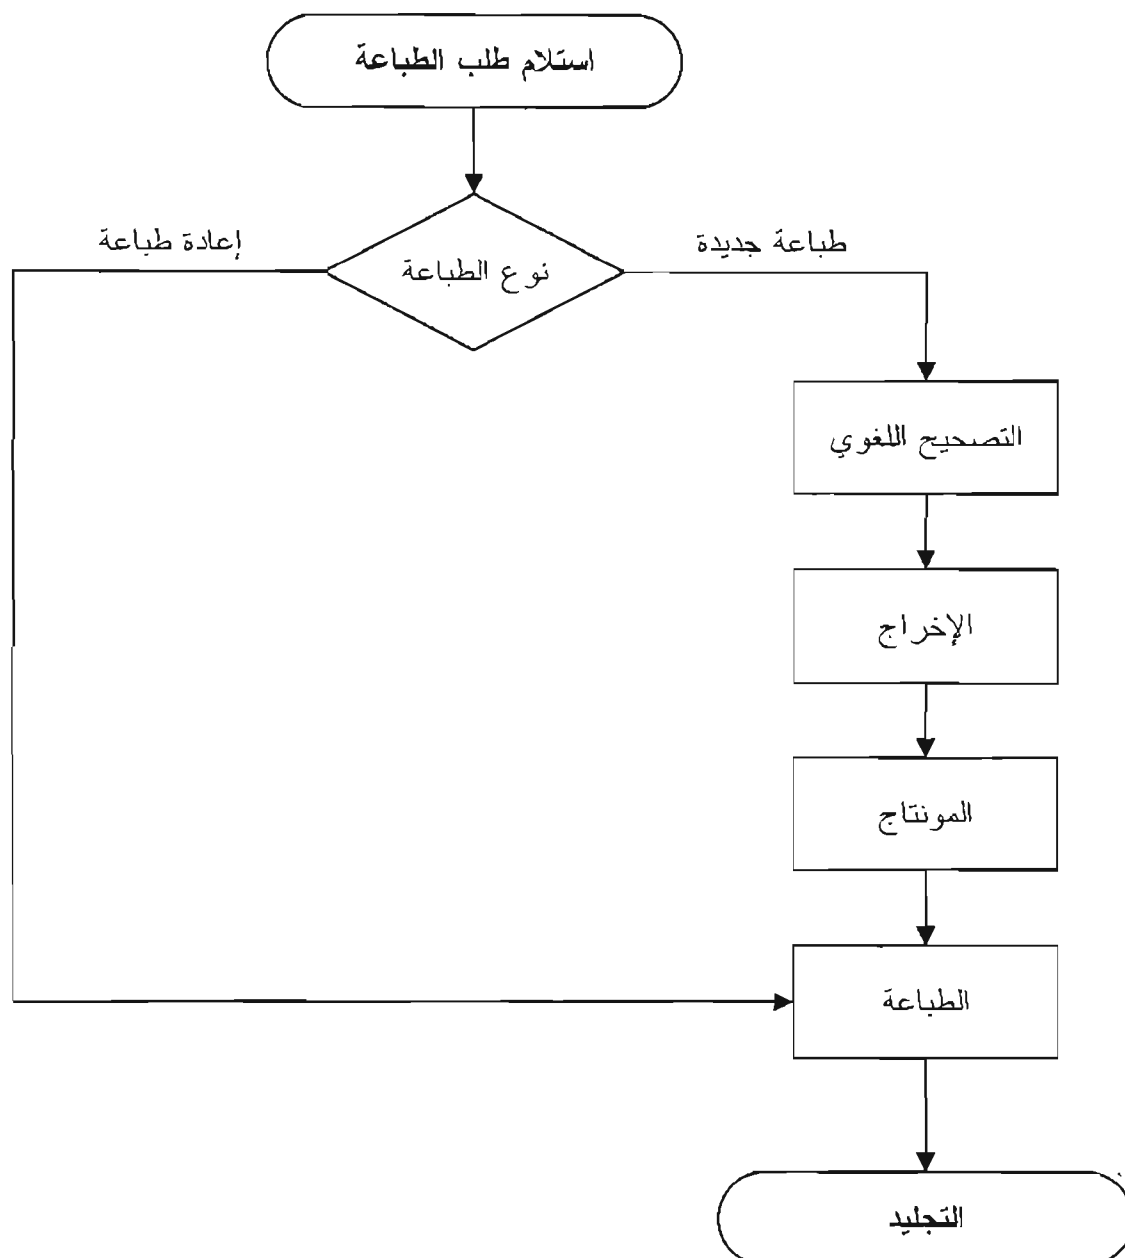 استلام طلب الطباعة
طباعة جديدة
إعادة طباعة
نوع الطباعة
التصحيح اللغوي
الإخراج
المونتاج
الطباعة
التجليد